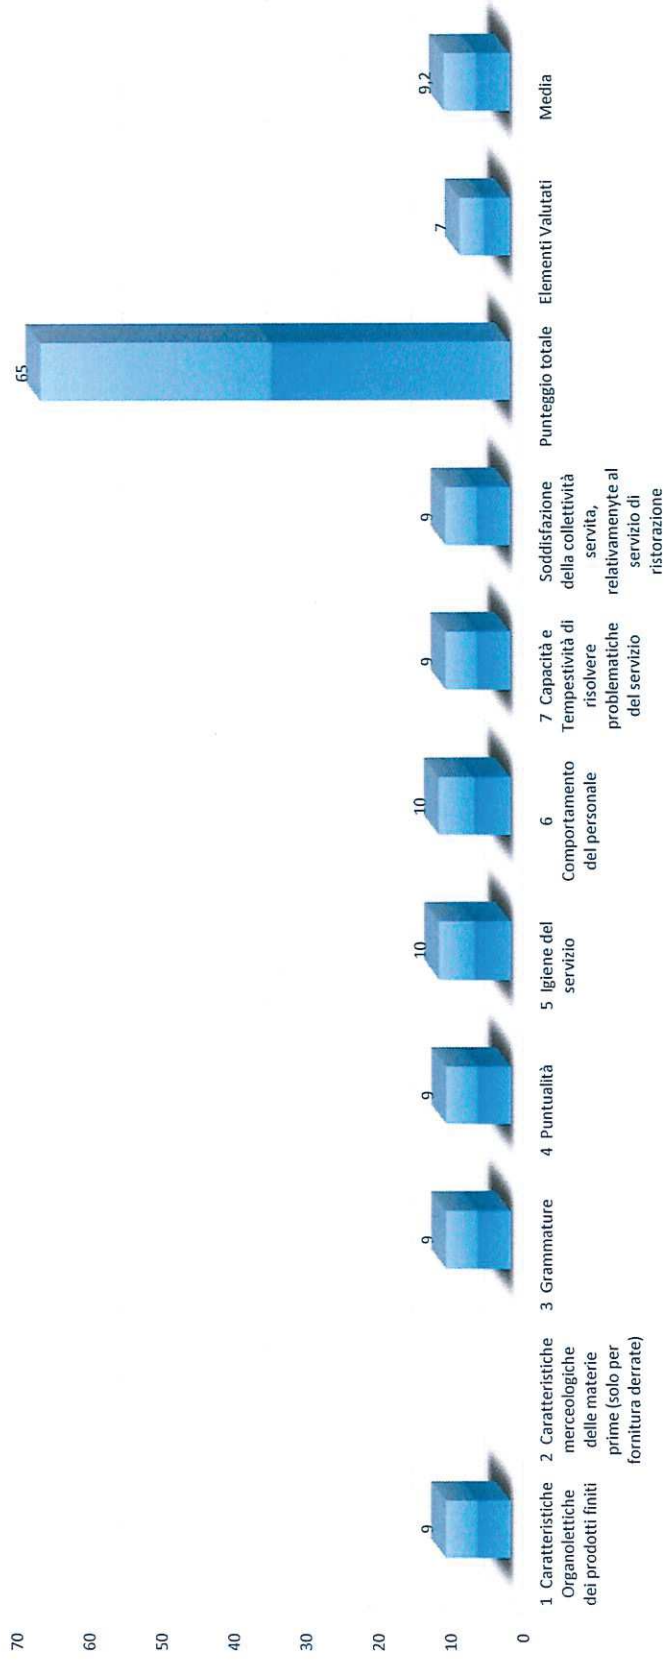 70
60
50
40
30
20
10
0
9
9
9
10
10
9
9
65
7
9,2
1 Caratteristiche
Organolettiche
dei prodotti finiti
2 Caratteristiche
merceologiche
delle materie
prime (solo per
fornitura derrate)
3 Grammature
4 Puntualità
5 Igiene del
servizio
6
Comportamento
del personale
7 Capacità e
Tempestività di
risolvere
problematiche
del servizio
Soddisfazione
della collettività
servita,
relativamenyte al
servizio di
ristorazione
Punteggio totale
Elementi Valutati
Media